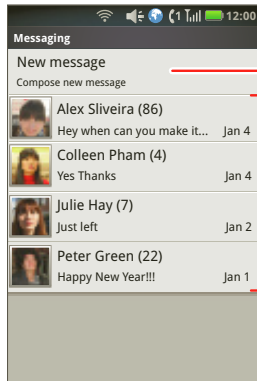 12:00
Messaging
New message
Compose new message
Alex Sliveira (86)
Hey when can you make it... Jan 4
Colleen Pham (4)
Yes Thanks Jan 4
Julie Hay (7)
Just left Jan 2
Peter Green (22)
Happy New Year!!! Jan 1